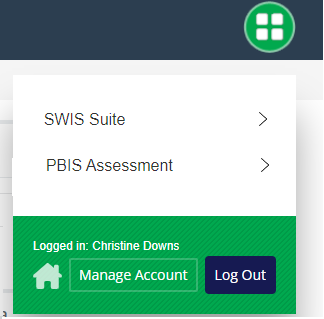 SWIS Suite
PBIS Assessment
Logged in: Christine Downs
Manage Account
Log Out